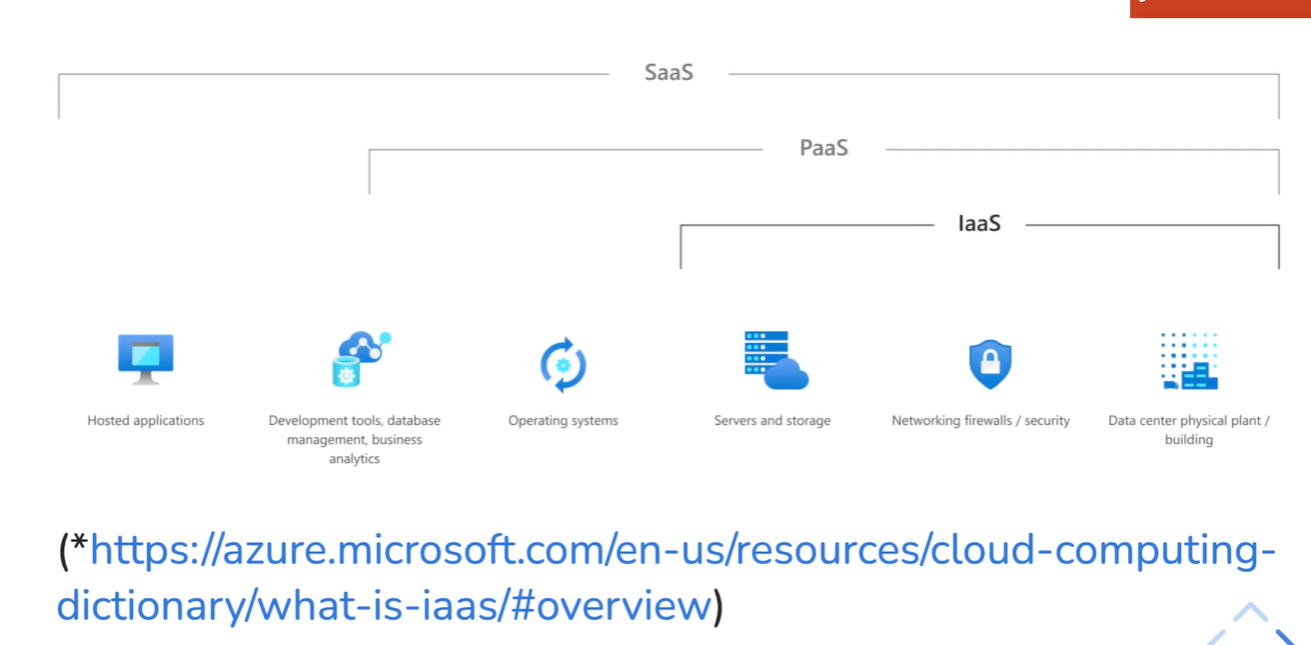 SaaS
PaaS
IaaS
Hosted applications
Development tools, database
management, business
analytics
Operating systems
Servers and storage
Networking firewalls / security
Data center physical plant /
building
(*https://azure.microsoft.com/en-us/resources/cloud-computing-
dictionary/what-is-iaas/#overview)